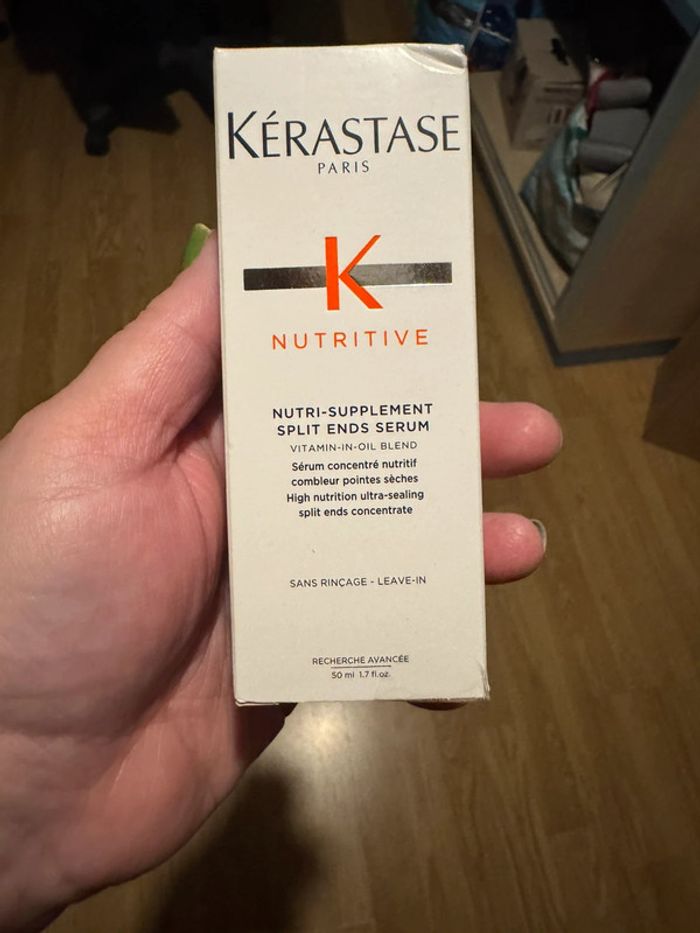 KÉRASTASE
PARIS
K
NUTRITIVE
NUTRI-SUPPLEMENT
SPLIT ENDS SERUM
VITAMIN-IN-OIL BLEND
Sérum concentré nutritif
combleur pointes sèches
High nutrition ultra-sealing
split ends concentrate
SANS RINÇAGE - LEAVE-IN
RECHERCHE AVANCÉE
50 ml 1.7 fl.oz.